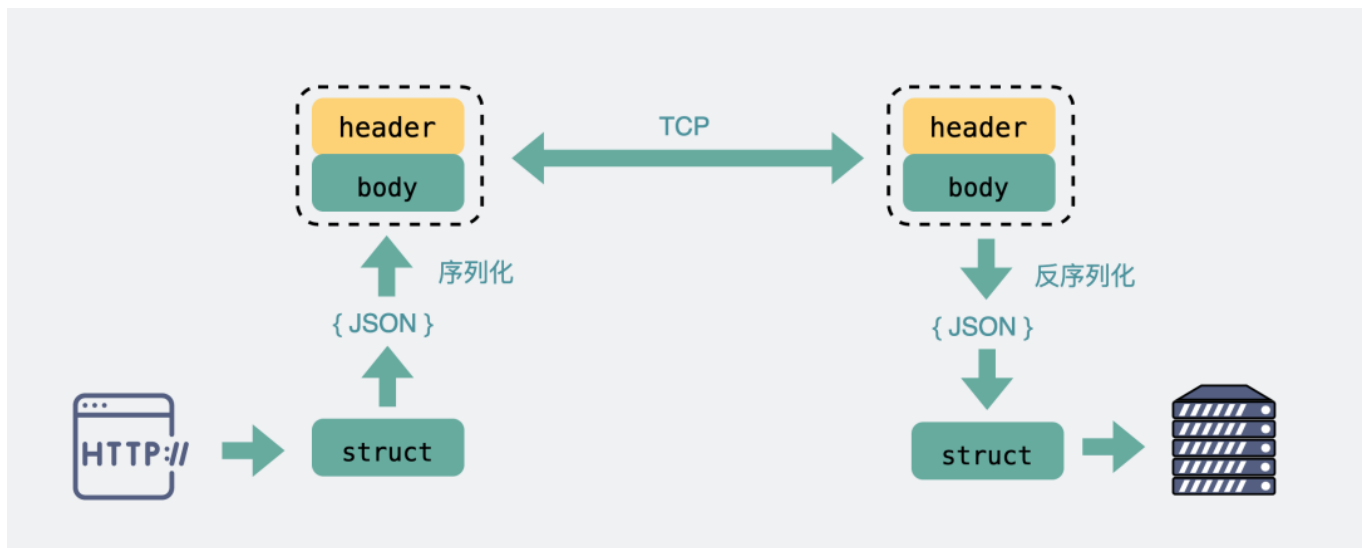 header
TCP
header
body
body
序列化
反序列化
{ JSON }
{ JSON }
HTTP://
struct
struct